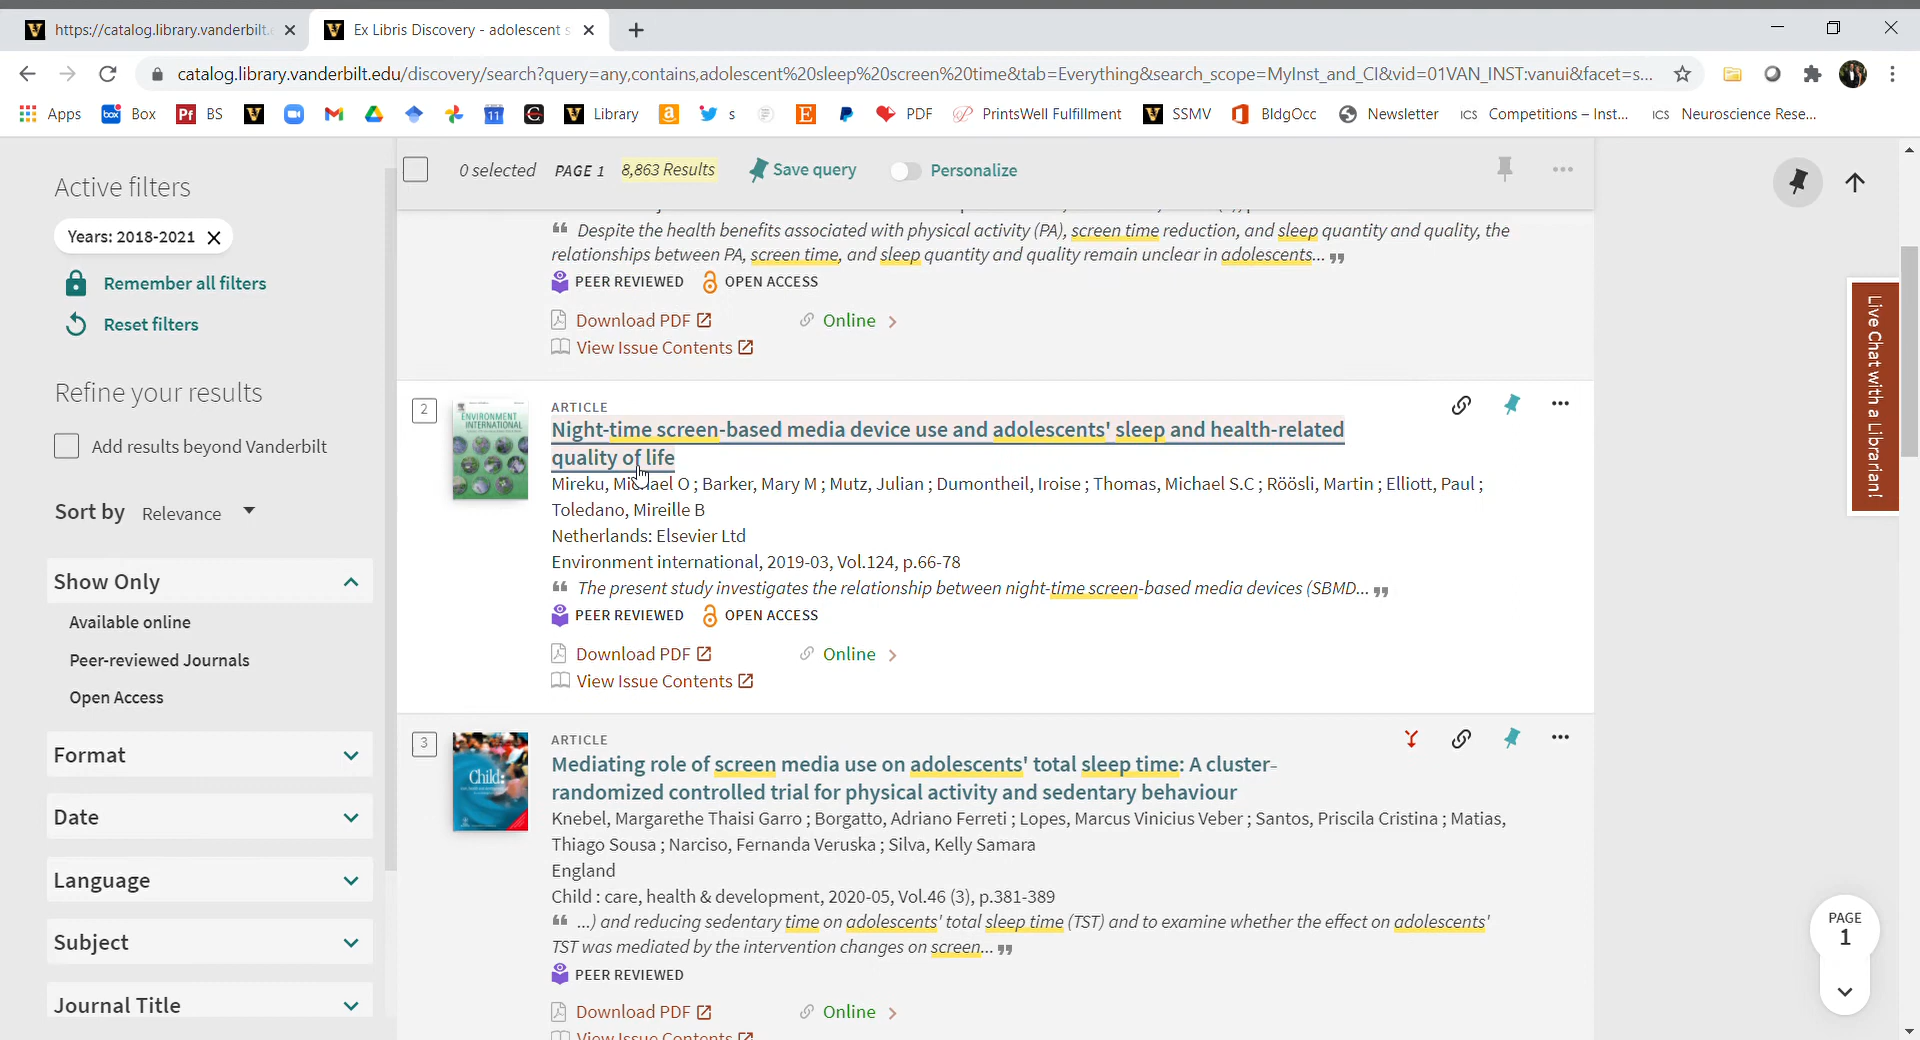 https://catalog.library.vanderbilt.
Ex Libris Discovery - adolescent s
catalog.library.vanderbilt.edu/discovery/search?query=any,contains,adolescent%20sleep%20screen%20time&tab=Everything&search_scope=MyInst_and_CI&vid=01VAN_INST:vanui&facet=s...
Apps Box BS Library s PDF PrintsWell Fulfillment SSMV BldgOcc Newsletter ICS Competitions – Inst... ICS Neuroscience Rese...
0 selected PAGE 1 8,863 Results Save query Personalize
Active filters
Years: 2018-2021
Remember all filters
Reset filters
Refine your results
Add results beyond Vanderbilt
Sort by Relevance
Show Only
Available online
Peer-reviewed Journals
Open Access
Format
Date
Language
Subject
Journal Title
Despite the health benefits associated with physical activity (PA), screen time reduction, and sleep quantity and quality, the
relationships between PA, screen time, and sleep quantity and quality remain unclear in adolescents...
PEER REVIEWED OPEN ACCESS
Download PDF Online
View Issue Contents
2
ENVIRONMENT
INTERNATIONAL
ARTICLE
Night-time screen-based media device use and adolescents' sleep and health-related
quality of life
Mireku, Michael O ; Barker, Mary M ; Mutz, Julian ; Dumontheil, Iroise ; Thomas, Michael S.C ; Röösli, Martin ; Elliott, Paul ;
Toledano, Mireille B
Netherlands: Elsevier Ltd
Environment international, 2019-03, Vol.124, p.66-78
The present study investigates the relationship between night-time screen-based media devices (SBMD...
PEER REVIEWED OPEN ACCESS
Download PDF Online
View Issue Contents
3
Child:
ARTICLE
Mediating role of screen media use on adolescents' total sleep time: A cluster-
randomized controlled trial for physical activity and sedentary behaviour
Knebel, Margarethe Thaisi Garro ; Borgatto, Adriano Ferreti ; Lopes, Marcus Vinicius Veber ; Santos, Priscila Cristina ; Matias,
Thiago Sousa ; Narciso, Fernanda Veruska ; Silva, Kelly Samara
England
Child : care, health & development, 2020-05, Vol.46 (3), p.381-389
...) and reducing sedentary time on adolescents' total sleep time (TST) and to examine whether the effect on adolescents'
TST was mediated by the intervention changes on screen...
PEER REVIEWED
Download PDF Online
View Issue Contents
Live Chat with a Librarian!
PAGE
1